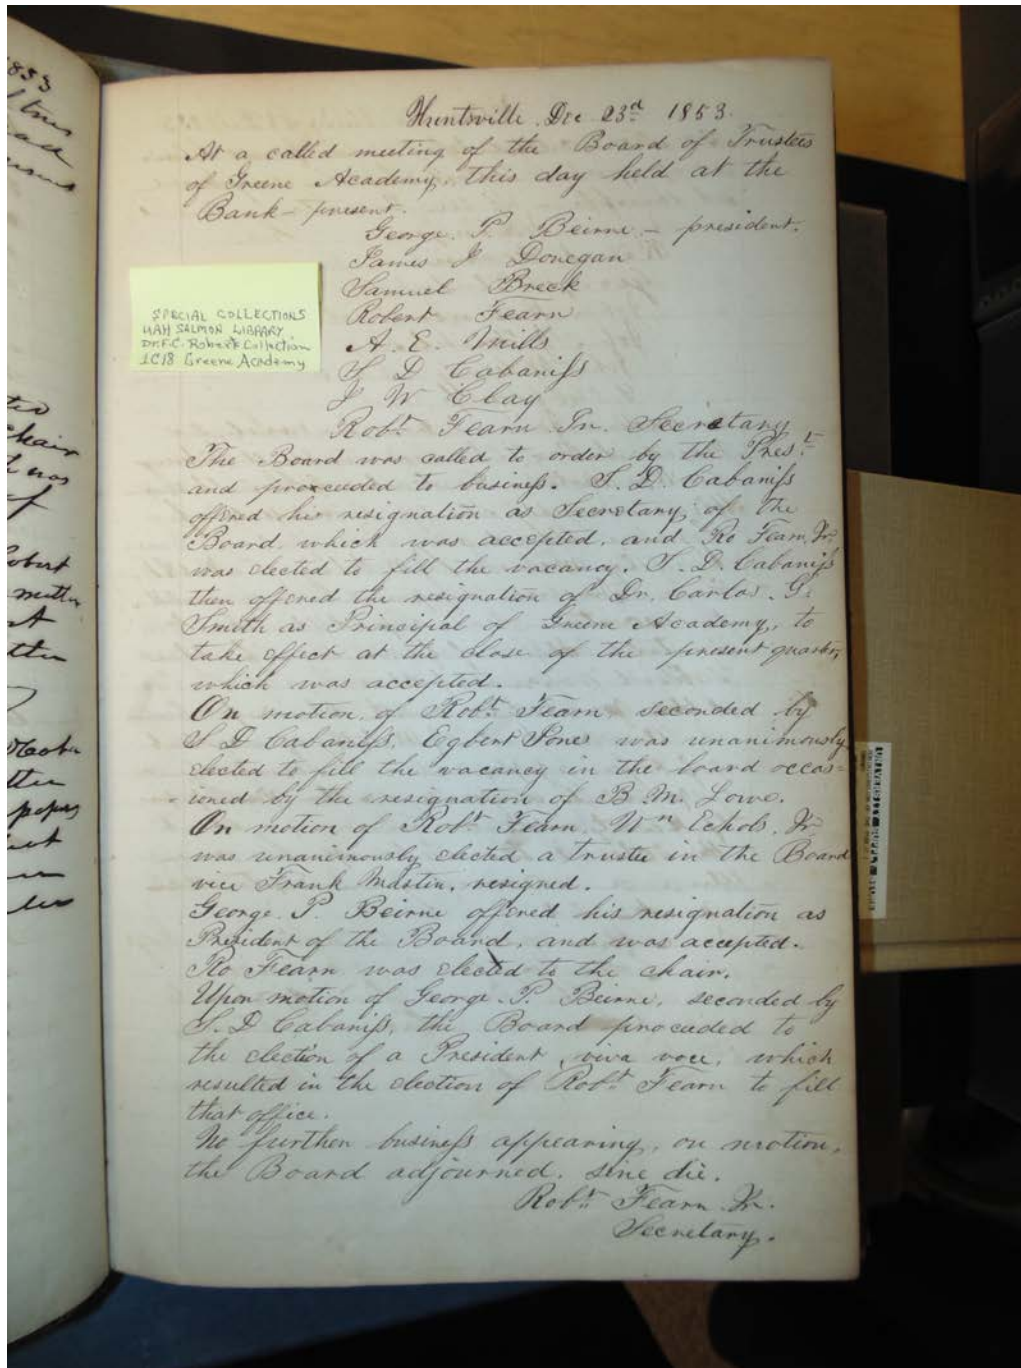 Huntsville, Dec 23d 1853.
At a called meeting of the Board of Trustees
of Greene Academy, this day held at the
Bank – present.
George. P. Beirne – president.
James J Donegan
Samuel Breck
Robert Fearn
A. E. Mills
S D Cabaniſs
J W Clay
Robt. Fearn Jr. Secretary
The Board was called to order by the Prest.
and proceeded to busineſs. S. D. Cabaniſs
offered his resignation as Secretary, of the
Board, which was accepted, and Ro Fearn, Jr.
was elected to fill the vacancy. S. D. Cabaniſs
then offered the resignation of Dr. Carlos. G.
Smith as Principal of Greene Academy, to
take effect at the close of the present quarter,
which was accepted.
On motion of Robt. Fearn, seconded by
S D Cabaniſs, Egbert Jones was unanimously
elected to fill the vacancy in the board occas-
ioned by the resignation of B. M. Lowe.
On motion of Robt Fearn, Wm Echols, Jr.
was unanimously elected a trustee in the Board
vice Frank Mastin, resigned.
George. P. Beirne offered his resignation as
President of the Board, and was accepted.
Ro Fearn was elected to the chair.
Upon motion of George. P. Beirne, seconded by
S. D Cabaniſs, the Board proceeded to
the election of a President, viva voce, which
resulted in the election of Robt. Fearn to fill
that office.
No further busineſs appearing, on motion,
the Board adjourned, sine die.
Robt. Fearn Jr.
Secretary.
SPECIAL COLLECTIONS
UAH SALMON LIBRARY
Dr. F.C. Roberts Collection
1C18 Greene Academy
1853
true
chair
was
of
Robert
matter